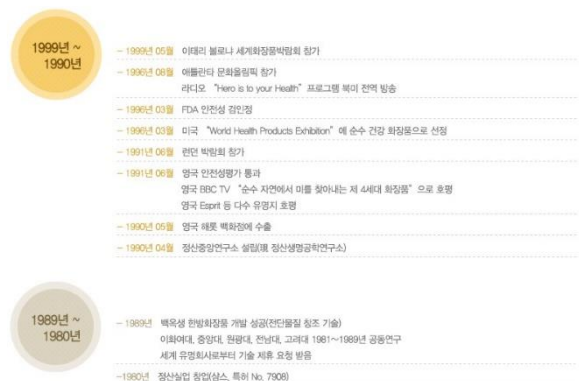 1999년 ~
1990년
- 1999년 05월 이태리 볼로냐 세계화장품박람회 참가
- 1996년 08월 애틀란타 문화올림픽 참가
라디오 “Hero is to your Health” 프로그램 북미 전역 방송
- 1996년 03월 FDA 안전성 검인정
- 1996년 03월 미국 “World Health Products Exhibition” 에 순수 건강 화장품으로 선정
- 1991년 06월 런던 박람회 참가
- 1991년 06월 영국 안전성평가 통과
영국 BBC TV “순수 자연에서 미를 찾아내는 제 4세대 화장품” 으로 호평
영국 Esprit 등 다수 유명지 호평
- 1990년 05월 영국 해롯 백화점에 수출
- 1990년 04월 정산중앙연구소 설립(現 정산생명공학연구소)
1989년 ~
1980년
- 1989년 백옥생 한방화장품 개발 성공(전단물질 창조 기술)
이화여대, 중앙대, 원광대, 전남대, 고려대 1981~1989년 공동연구
세계 유명회사로부터 기술 제휴 요청 받음
-1980년 정산실업 창업(삼스, 특허 No. 7908)